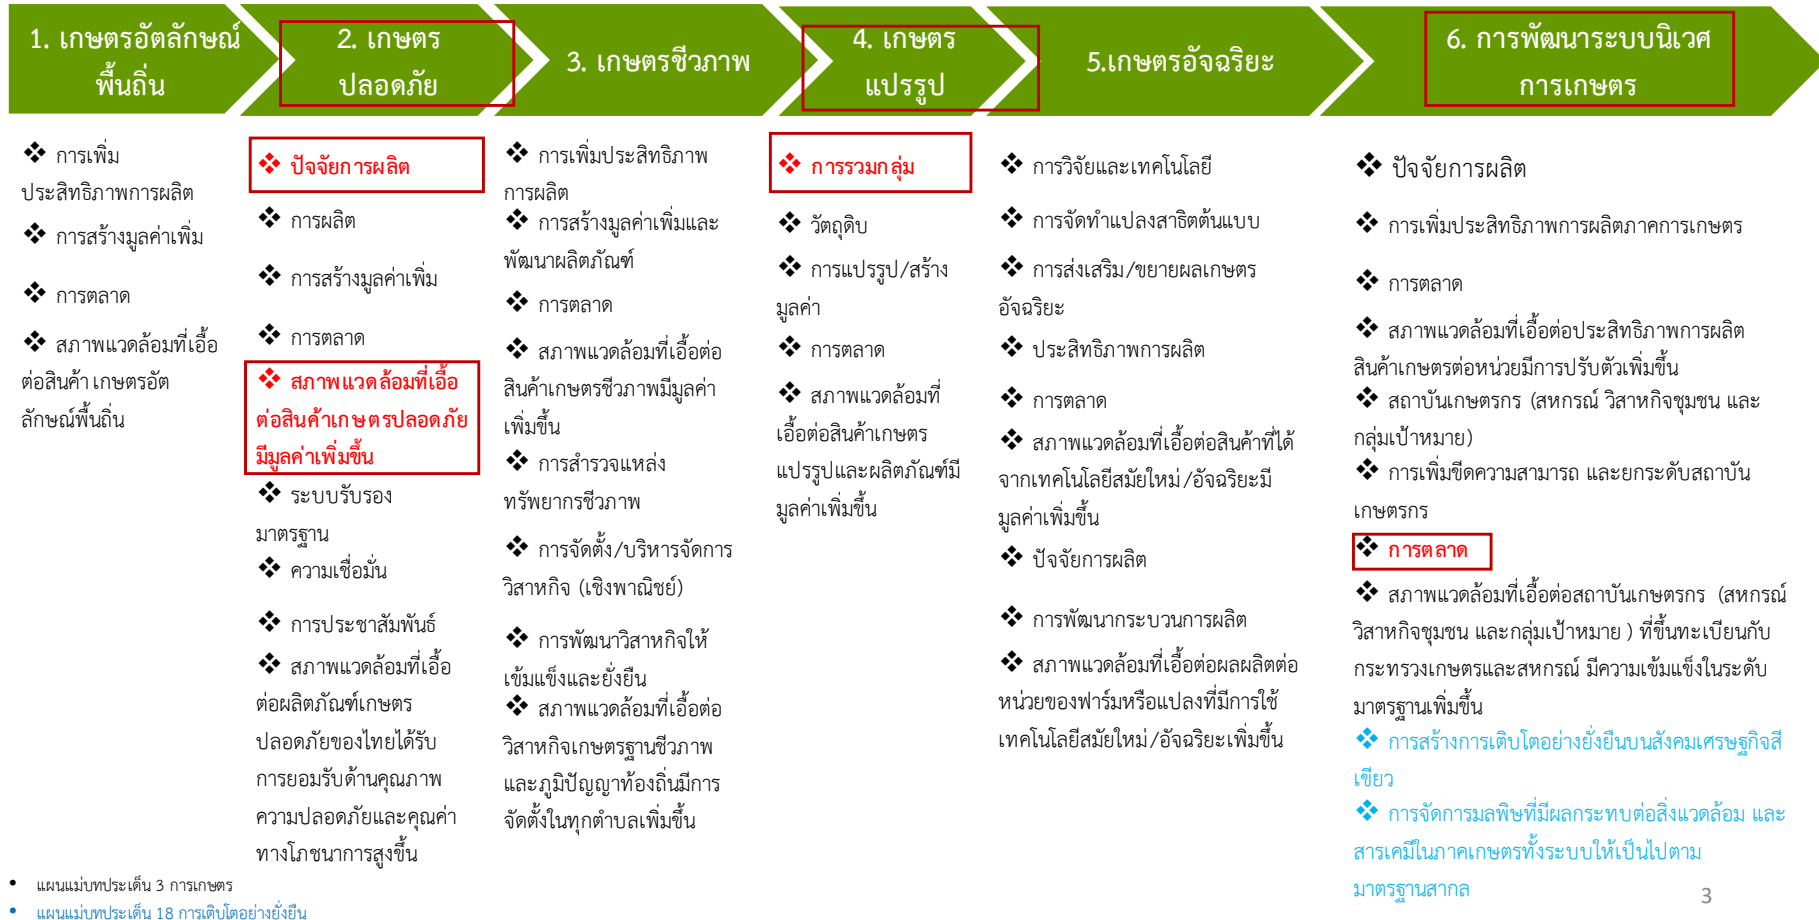 1. เกษตรอัตลักษณ์
พื้นถิ่น
2. เกษตร
ปลอดภัย
3. เกษตรชีวภาพ
4. เกษตร
แปรรูป
5.เกษตรอัจฉริยะ
6. การพัฒนาระบบนิเวศ
การเกษตร
❖ การเพิ่ม
ประสิทธิภาพการผลิต
❖ การสร้างมูลค่าเพิ่ม
❖ การตลาด
❖ สภาพแวดล้อมที่เอื้อ
ต่อสินค้า เกษตรอัต
ลักษณ์พื้นถิ่น
❖ ปัจจัยการผลิต
❖ การผลิต
❖ การสร้างมูลค่าเพิ่ม
❖ การตลาด
❖ สภาพแวดล้อมที่เอื้อ
ต่อสินค้าเกษตรปลอดภัย
มีมูลค่าเพิ่มขึ้น
❖ ระบบรับรอง
มาตรฐาน
❖ ความเชื่อมั่น
❖ การประชาสัมพันธ์
❖ สภาพแวดล้อมที่เอื้อ
ต่อผลิตภัณฑ์เกษตร
ปลอดภัยของไทยได้รับ
การยอมรับด้านคุณภาพ
ความปลอดภัยและคุณค่า
ทางโภชนาการสูงขึ้น
❖ การเพิ่มประสิทธิภาพ
การผลิต
❖ การสร้างมูลค่าเพิ่มและ
พัฒนาผลิตภัณฑ์
❖ การตลาด
❖ สภาพแวดล้อมที่เอื้อต่อ
สินค้าเกษตรชีวภาพมีมูลค่า
เพิ่มขึ้น
❖ การสำรวจแหล่ง
ทรัพยากรชีวภาพ
❖ การจัดตั้ง/บริหารจัดการ
วิสาหกิจ (เชิงพาณิชย์)
❖ การพัฒนาวิสาหกิจให้
เข้มแข็งและยั่งยืน
❖ สภาพแวดล้อมที่เอื้อต่อ
วิสาหกิจเกษตรฐานชีวภาพ
และภูมิปัญญาท้องถิ่นมีการ
จัดตั้งในทุกตำบลเพิ่มขึ้น
❖ การรวมกลุ่ม
❖ วัตถุดิบ
❖ การแปรรูป/สร้าง
มูลค่า
❖ การตลาด
❖ สภาพแวดล้อมที่
เอื้อต่อสินค้าเกษตร
แปรรูปและผลิตภัณฑ์มี
มูลค่าเพิ่มขึ้น
❖ การวิจัยและเทคโนโลยี
❖ การจัดทำแปลงสาธิตต้นแบบ
❖ การส่งเสริม/ขยายผลเกษตร
อัจฉริยะ
❖ ประสิทธิภาพการผลิต
❖ การตลาด
❖ สภาพแวดล้อมที่เอื้อต่อสินค้าที่ได้
จากเทคโนโลยีสมัยใหม่/อัจฉริยะมี
มูลค่าเพิ่มขึ้น
❖ ปัจจัยการผลิต
❖ การพัฒนากระบวนการผลิต
❖ สภาพแวดล้อมที่เอื้อต่อผลผลิตต่อ
หน่วยของฟาร์มหรือแปลงที่มีการใช้
เทคโนโลยีสมัยใหม่/อัจฉริยะเพิ่มขึ้น
❖ ปัจจัยการผลิต
❖ การเพิ่มประสิทธิภาพการผลิตภาคการเกษตร
❖ การตลาด
❖ สภาพแวดล้อมที่เอื้อต่อประสิทธิภาพการผลิต
สินค้าเกษตรต่อหน่วยมีการปรับตัวเพิ่มขึ้น
❖ สถาบันเกษตรกร (สหกรณ์ วิสาหกิจชุมชน และ
กลุ่มเป้าหมาย)
❖ การเพิ่มขีดความสามารถ และยกระดับสถาบัน
เกษตรกร
❖ การตลาด
❖ สภาพแวดล้อมที่เอื้อต่อสถาบันเกษตรกร (สหกรณ์
วิสาหกิจชุมชน และกลุ่มเป้าหมาย ) ที่ขึ้นทะเบียนกับ
กระทรวงเกษตรและสหกรณ์ มีความเข้มแข็งในระดับ
มาตรฐานเพิ่มขึ้น
❖ การสร้างการเติบโตอย่างยั่งยืนบนสังคมเศรษฐกิจสี
เขียว
❖ การจัดการมลพิษที่มีผลกระทบต่อสิ่งแวดล้อม และ
สารเคมีในภาคเกษตรทั้งระบบให้เป็นไปตาม
มาตรฐานสากล
• แผนแม่บทประเด็น 3 การเกษตร
• แผนแม่บทประเด็น 18 การเติบโตอย่างยั่งยืน
3